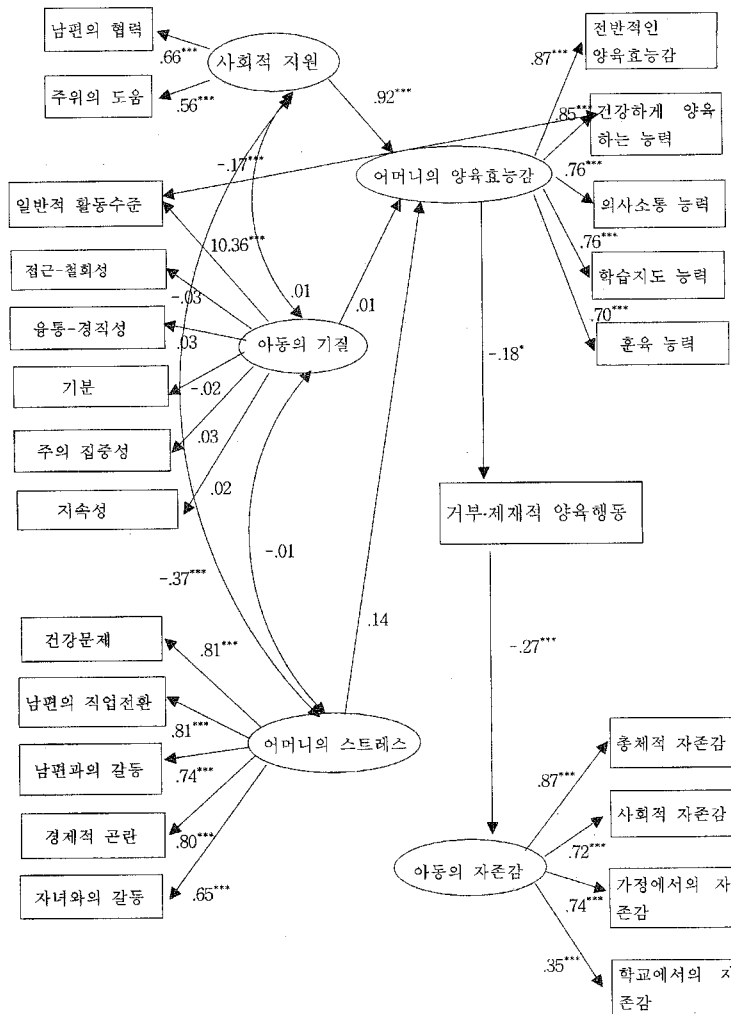 남편의 협력
.66***
사회적 지원
주위의 도움
.56***
.92***
전반적인
양육효능감
.87***
.85***
건강하게 양육
하는 능력
-.17***
어머니의 양육효능감
.76***
의사소통 능력
일반적 활동수준
10.36***
.76***
학습지도 능력
접근-철회성
-.03
.01
.01
.70***
훈육 능력
융통-경직성
.03
아동의 기질
-.18*
기분
-.02
주의 집중성
.03
지속성
.02
거부·제재적 양육행동
-.01
-.37***
.14
-.27***
건강문제
.81***
남편의 직업전환
.81***
어머니의 스트레스
남편과의 갈등
.74***
경제적 곤란
.80***
자녀와의 갈등
.65***
총체적 자존감
.87***
사회적 자존감
.72***
아동의 자존감
가정에서의 자
존감
.74***
.35***
학교에서의 자
존감